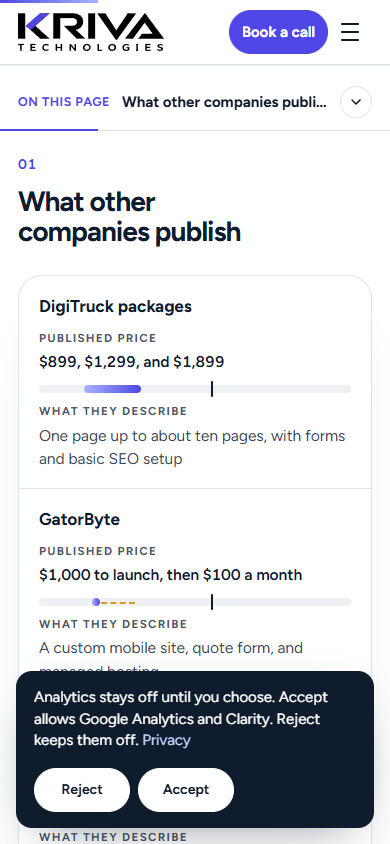 KRIVA
TECHNOLOGIES
Book a call
ON THIS PAGE
What other companies publi...
01
What other
companies publish
DigiTruck packages
PUBLISHED PRICE
$899, $1,299, and $1,899
WHAT THEY DESCRIBE
One page up to about ten pages, with forms
and basic SEO setup
GatorByte
PUBLISHED PRICE
$1,000 to launch, then $100 a month
WHAT THEY DESCRIBE
A custom mobile site, quote form, and
managed hosting
Analytics stays off until you choose. Accept
allows Google Analytics and Clarity. Reject
keeps them off. Privacy
Reject
Accept
WHAT THEY DESCRIBE